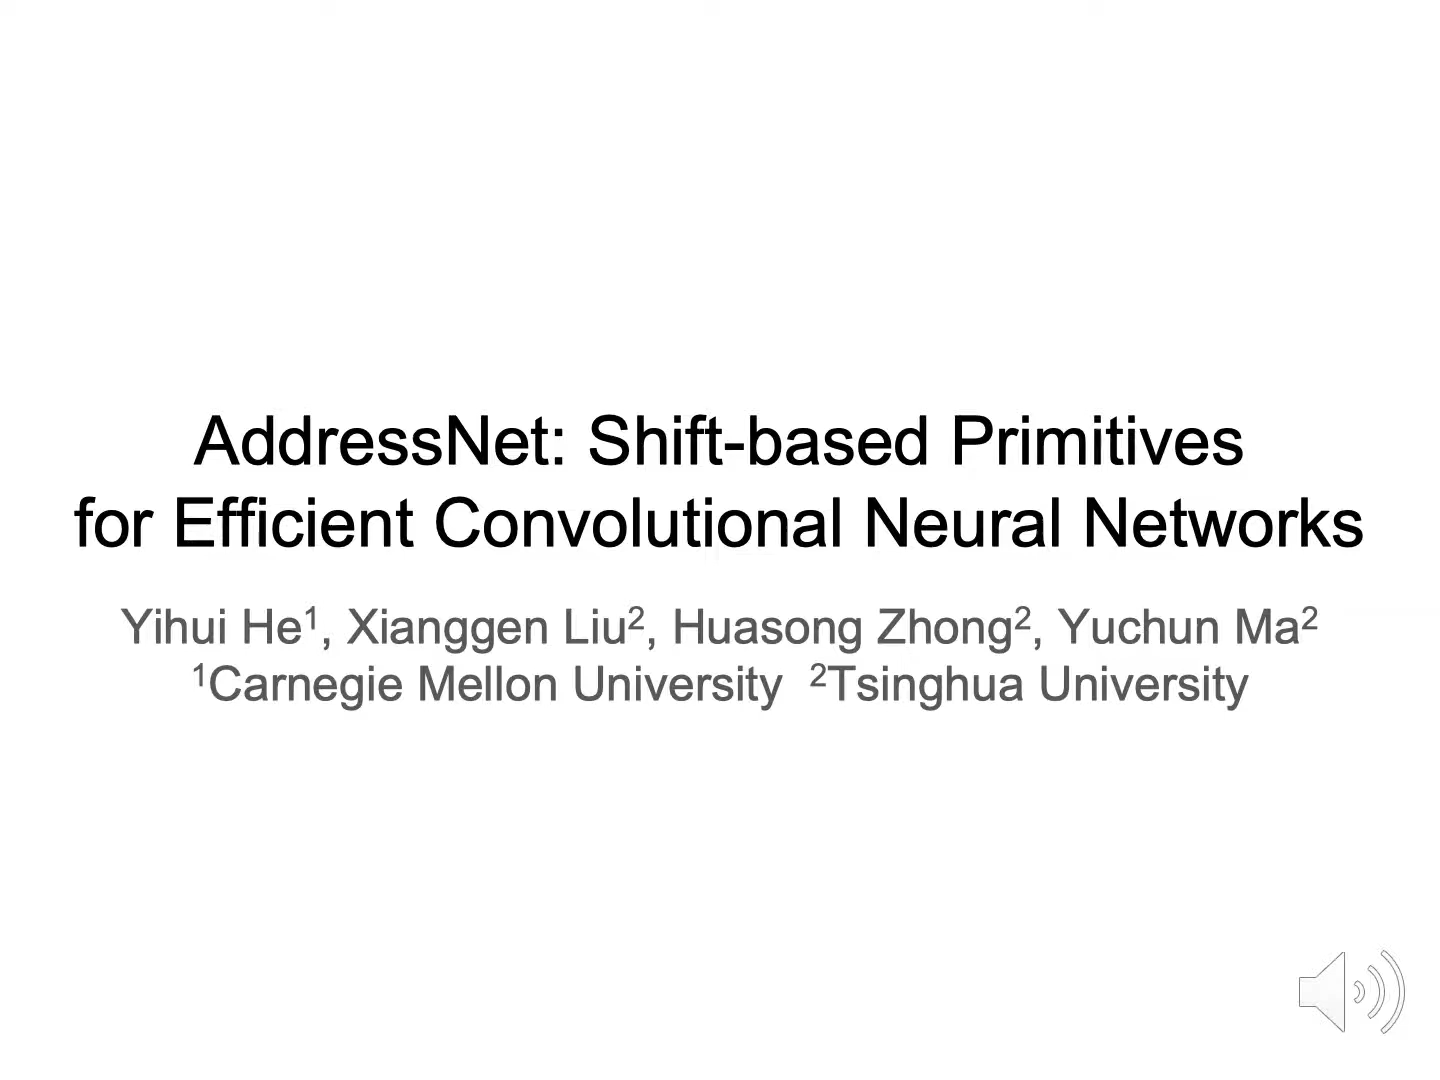 AddressNet: Shift-based Primitives
for Efficient Convolutional Neural Networks
Yihui He¹, Xianggen Liu², Huasong Zhong², Yuchun Ma²
¹Carnegie Mellon University ²Tsinghua University